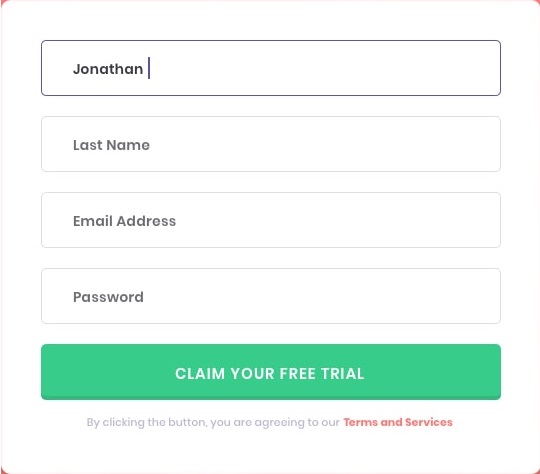 Jonathan
Last Name
Email Address
Password
CLAIM YOUR FREE TRIAL
By clicking the button, you are agreeing to our Terms and Services